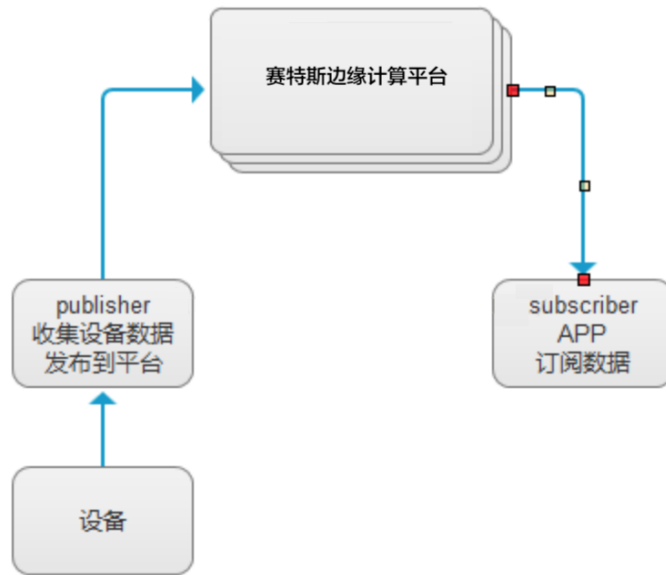 赛特斯边缘计算平台
publisher
收集设备数据
发布到平台
subscriber
APP
订阅数据
设备